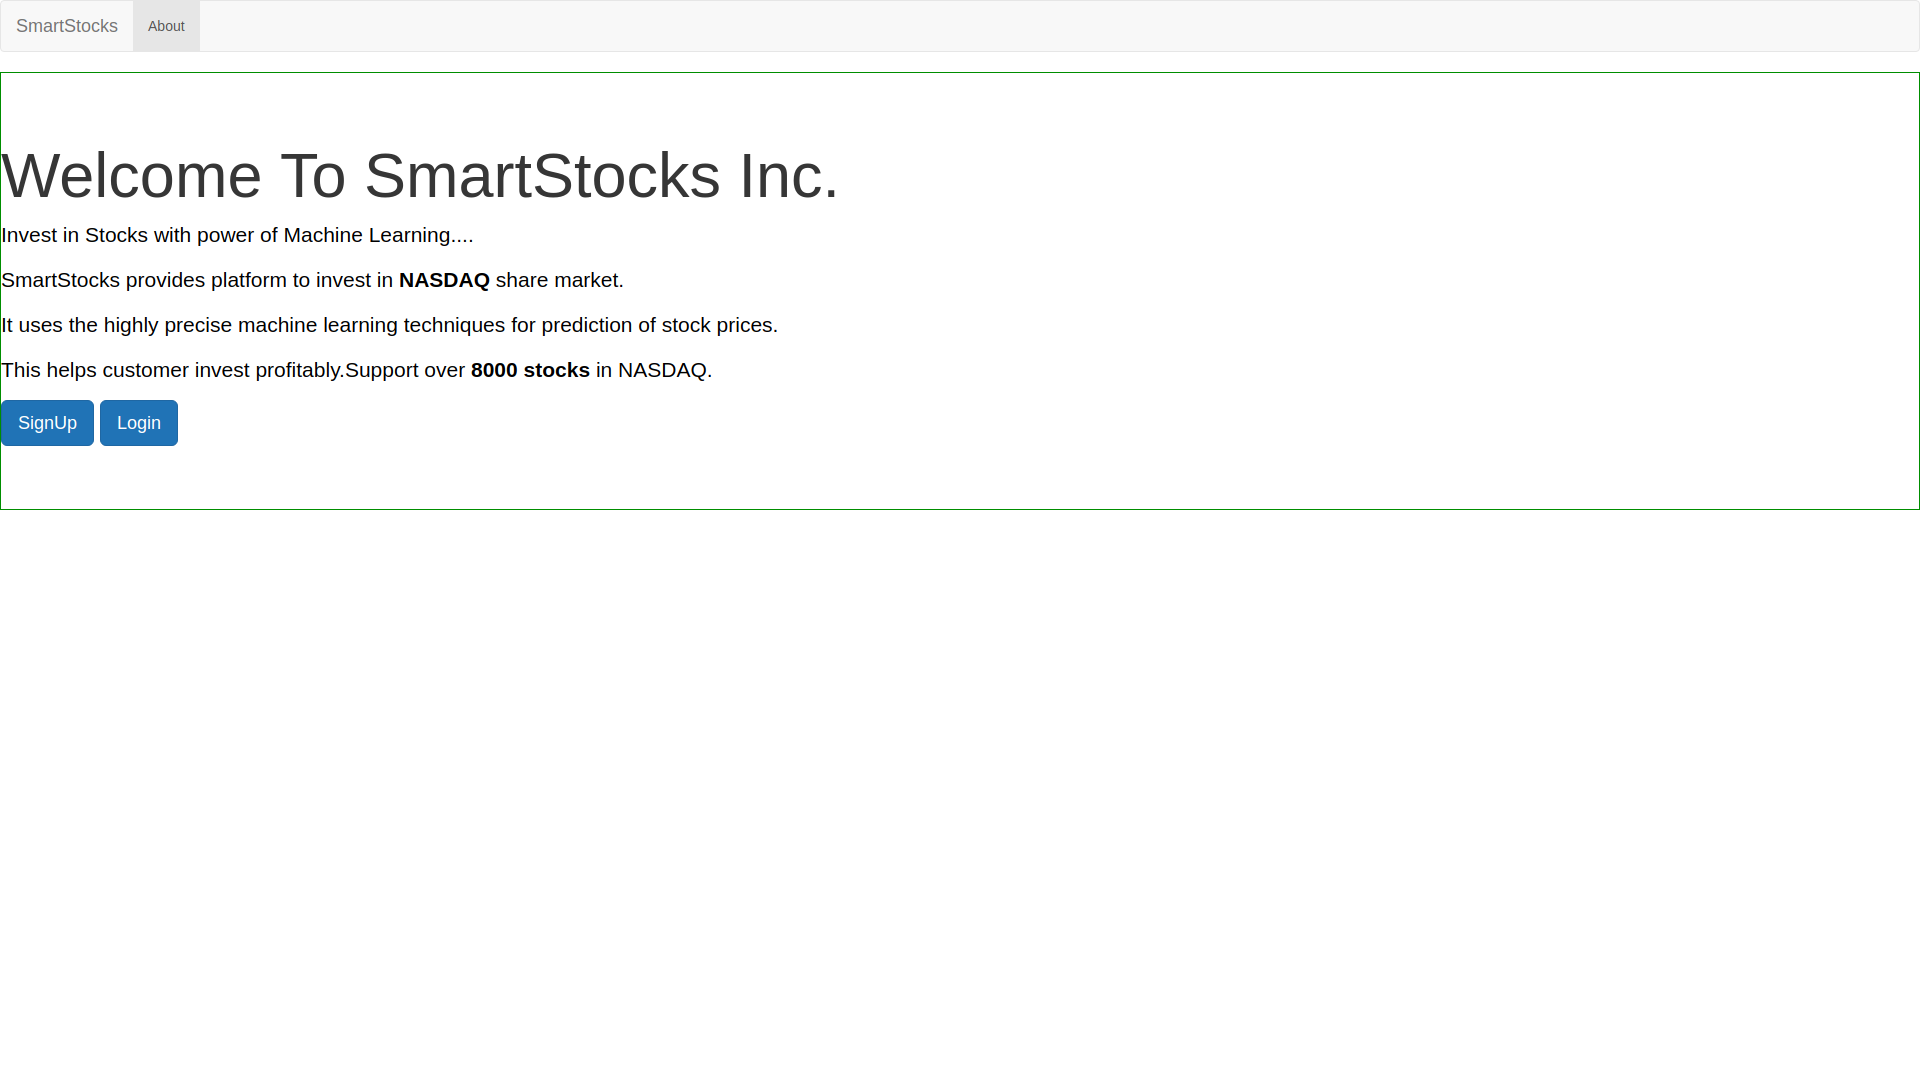 SmartStocks About
Welcome To SmartStocks Inc.
Invest in Stocks with power of Machine Learning....
SmartStocks provides platform to invest in NASDAQ share market.
It uses the highly precise machine learning techniques for prediction of stock prices.
This helps customer invest profitably.Support over 8000 stocks in NASDAQ.
SignUp Login